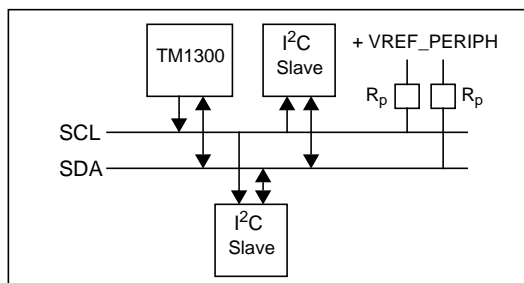 TM1300
I²C
Slave
+ VREF_PERIPH
Rp
Rp
SCL
SDA
I²C
Slave